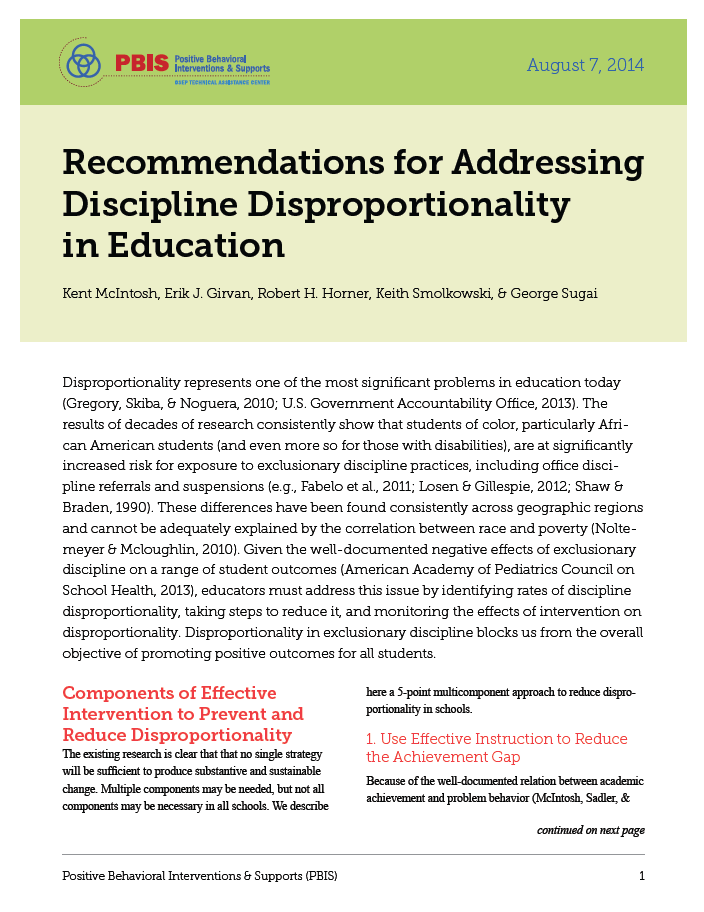 PBIS Positive Behavioral
Interventions & Supports
OSEP TECHNICAL ASSISTANCE CENTER
August 7, 2014
Recommendations for Addressing
Discipline Disproportionality
in Education
Kent McIntosh, Erik J. Girvan, Robert H. Horner, Keith Smolkowski, & George Sugai
Disproportionality represents one of the most significant problems in education today
(Gregory, Skiba, & Noguera, 2010; U.S. Government Accountability Office, 2013). The
results of decades of research consistently show that students of color, particularly Afri-
can American students (and even more so for those with disabilities), are at significantly
increased risk for exposure to exclusionary discipline practices, including office disci-
pline referrals and suspensions (e.g., Fabelo et al., 2011; Losen & Gillespie, 2012; Shaw &
Braden, 1990). These differences have been found consistently across geographic regions
and cannot be adequately explained by the correlation between race and poverty (Nolte-
meyer & Mcloughlin, 2010). Given the well-documented negative effects of exclusionary
discipline on a range of student outcomes (American Academy of Pediatrics Council on
School Health, 2013), educators must address this issue by identifying rates of discipline
disproportionality, taking steps to reduce it, and monitoring the effects of intervention on
disproportionality. Disproportionality in exclusionary discipline blocks us from the overall
objective of promoting positive outcomes for all students.
Components of Effective
Intervention to Prevent and
Reduce Disproportionality
The existing research is clear that that no single strategy
will be sufficient to produce substantive and sustainable
change. Multiple components may be needed, but not all
components may be necessary in all schools. We describe
here a 5-point multicomponent approach to reduce dispro-
portionality in schools.
1. Use Effective Instruction to Reduce
the Achievement Gap
Because of the well-documented relation between academic
achievement and problem behavior (McIntosh, Sadler, &
continued on next page
Positive Behavioral Interventions & Supports (PBIS)
1